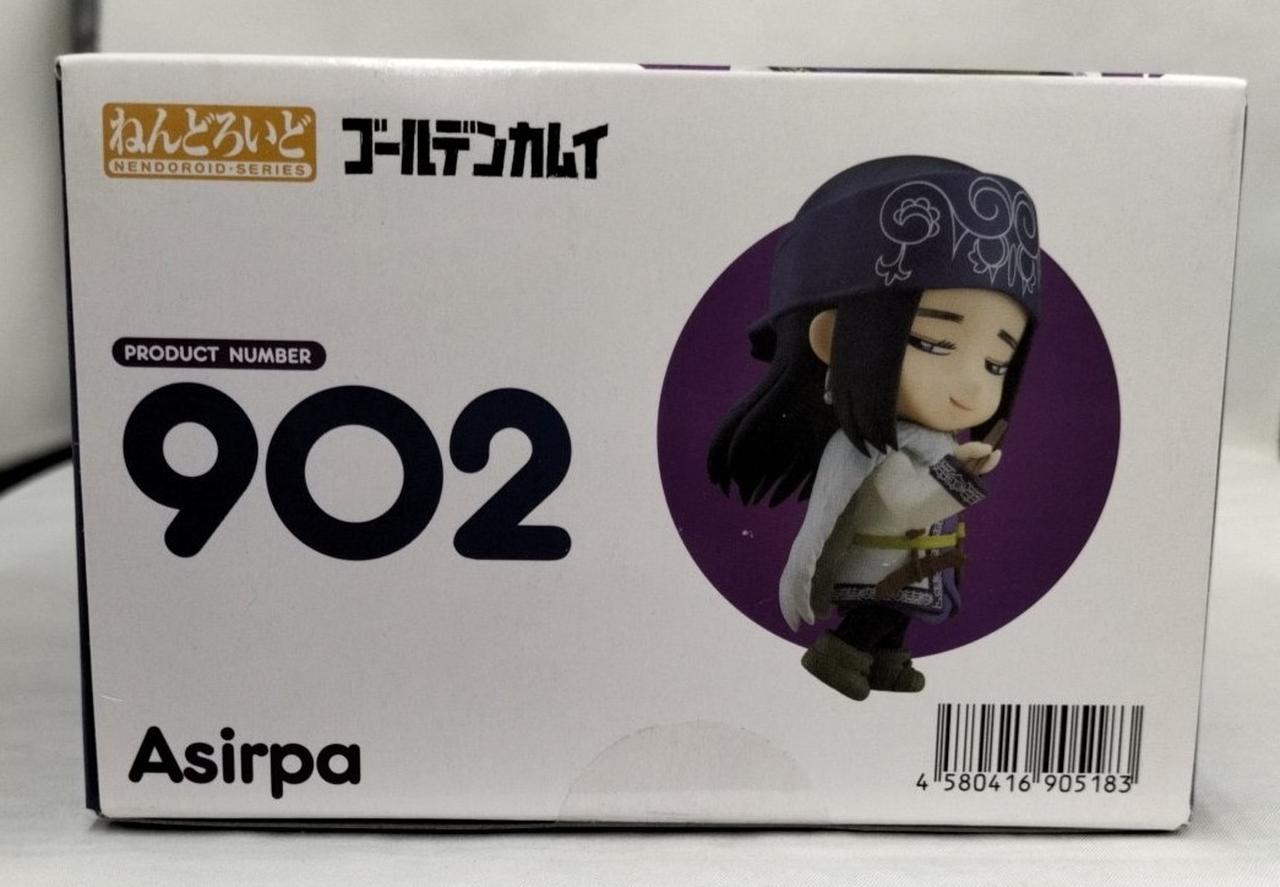 ねんどろいど
NENDOROID·SERIES
ゴールデンカムイ
PRODUCT NUMBER
902
Asirpa
4 580416 905183